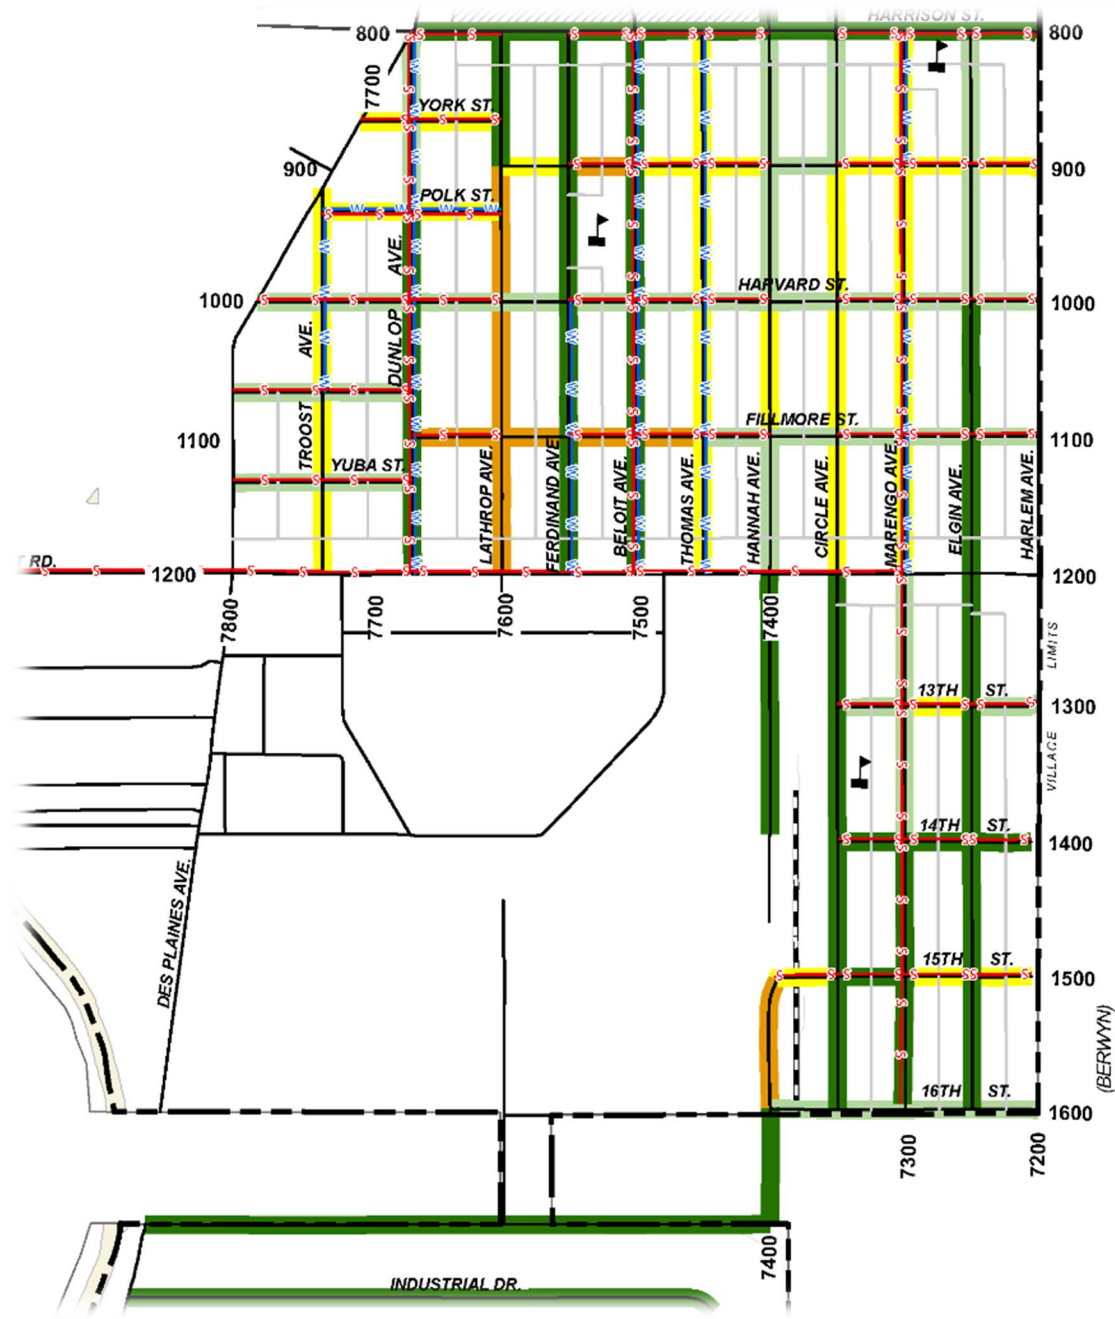 HARRISON ST.
800
800
7700
YORK ST.
900
900
POLK ST.
AVE.
DUNLOP
HARVARD ST.
1000
1000
AVE.
TROOST
FILLMORE ST.
1100
1100
YUBA ST.
LATHROP AVE.
FERDINAND AVE
BELOIT AVE.
THOMAS AVE.
HANNAH AVE.
CIRCLE AVE.
MARENGO AVE.
ELGIN AVE.
HARLEM AVE.
T RD.
1200
1200
7800
7700
7600
7500
7400
LIMITS
VILLAGE
13TH ST.
1300
14TH ST.
1400
DES PLAINES AVE.
15TH ST.
1500
(BERWYN)
16TH ST.
1600
7300
7200
7400
INDUSTRIAL DR.